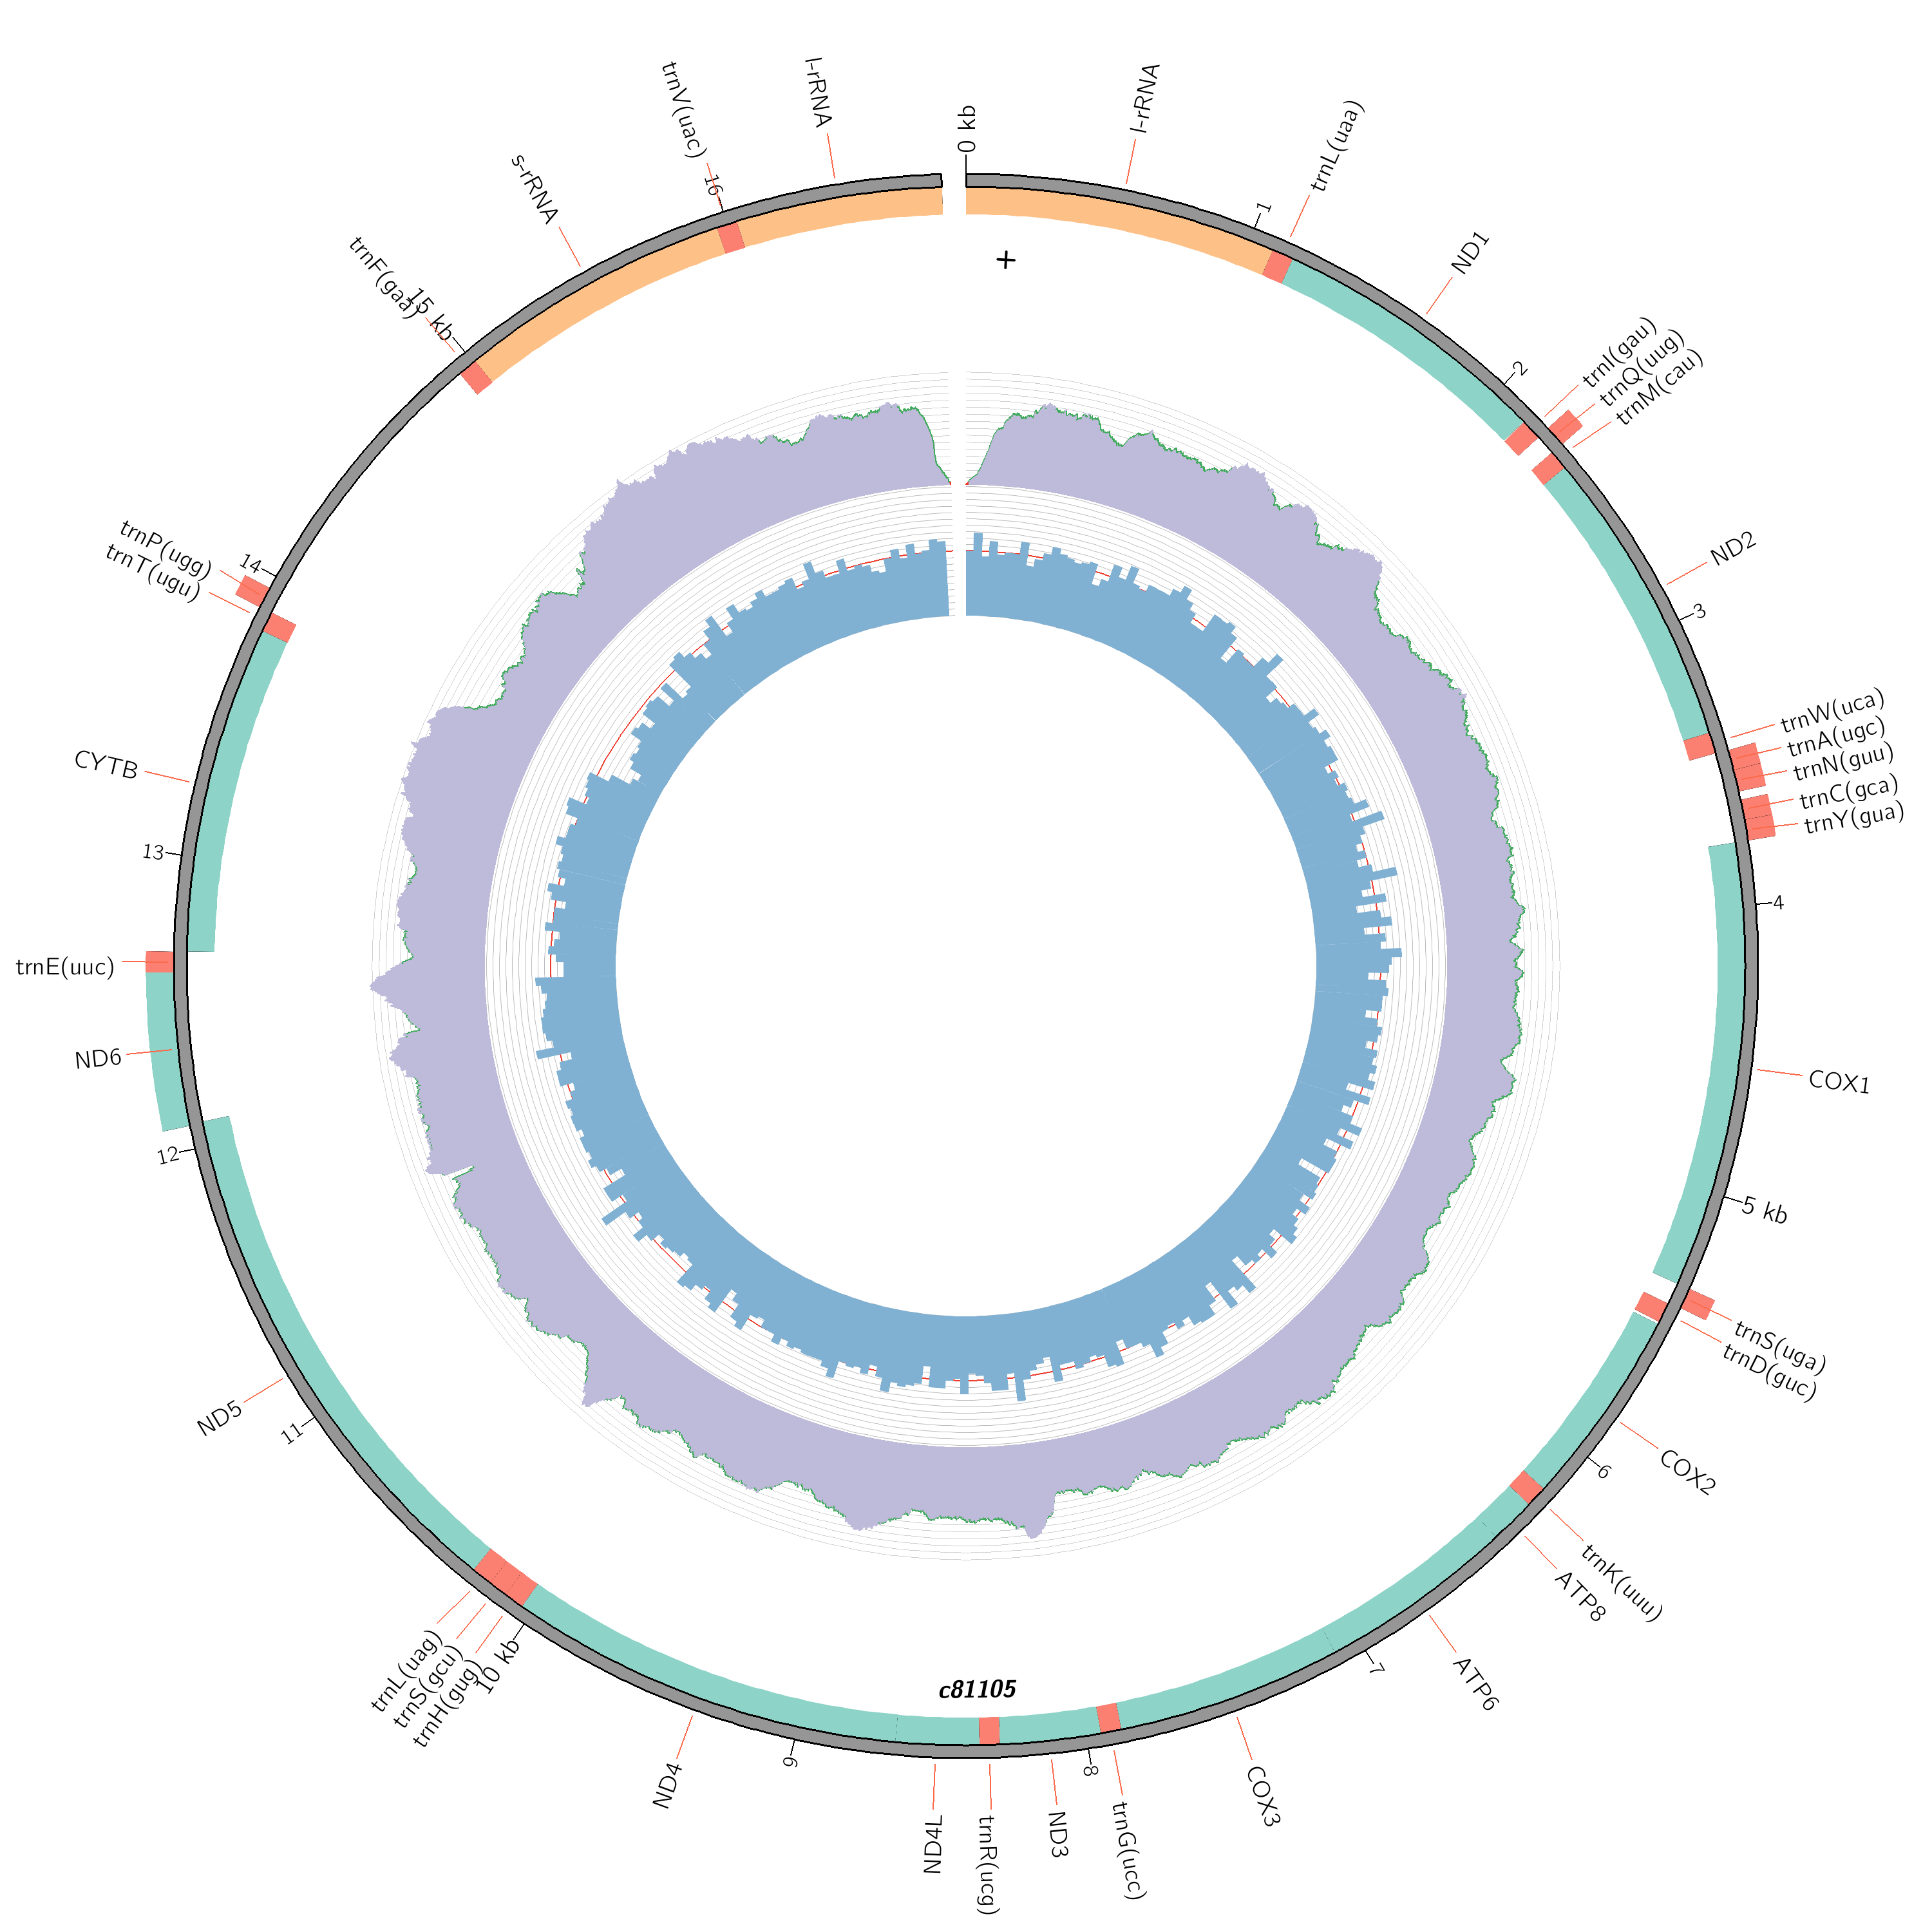 0 kb
l-rRNA
trnL(uaa)
1
ND1
2
trnI(gau)
trnQ(uug)
trnM(cau)
ND2
3
trnW(uca)
trnA(ugc)
trnN(guu)
trnC(gca)
trnY(gua)
4
COX1
5 kb
trnS(uga)
trnD(guc)
COX2
6
trnK(uuu)
ATP8
ATP6
7
COX3
trnG(ucc)
8
ND3
trnR(ucg)
ND4L
9
ND4
10 kb
trnH(gug)
trnS(gcu)
trnL(uag)
11
ND5
12
ND6
trnE(uuc)
13
CYTB
trnT(ugu)
trnP(ugg)
14
trnF(gaa)
15 kb
s-rRNA
16
trnV(uac)
l-rRNA
+
c81105